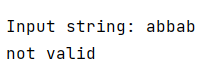 Input string: abbab
not valid